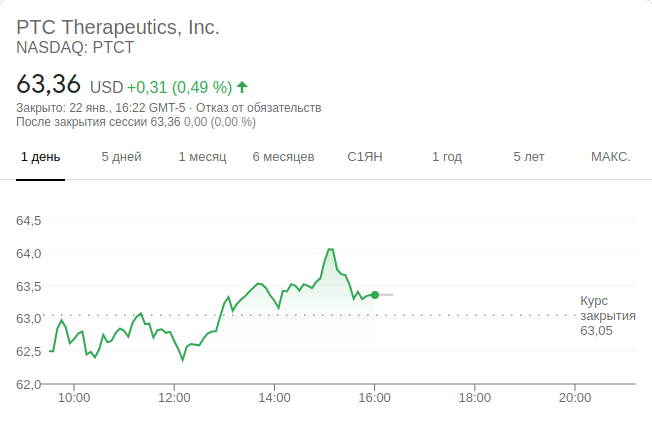 PTC Therapeutics, Inc.
NASDAQ: PTCT
63,36 USD +0,31 (0,49 %)
Закрыто: 22 янв., 16:22 GMT-5 · Отказ от обязательств
После закрытия сессии 63,36 0,00 (0,00 %)
1 день 5 дней 1 месяц 6 месяцев С1ЯН 1 год 5 лет МАКС.
64,5
64,0
63,5
63,0
62,5
62,0
Курс
закрытия
63,05
10:00 12:00 14:00 16:00 18:00 20:00